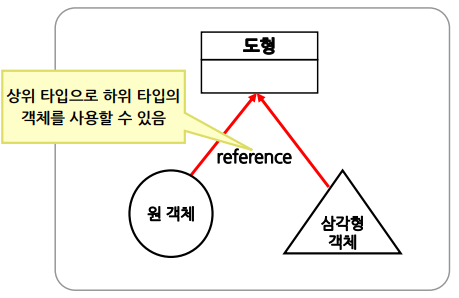 도형
상위 타입으로 하위 타입의
객체를 사용할 수 있음
reference
원 객체
삼각형
객체